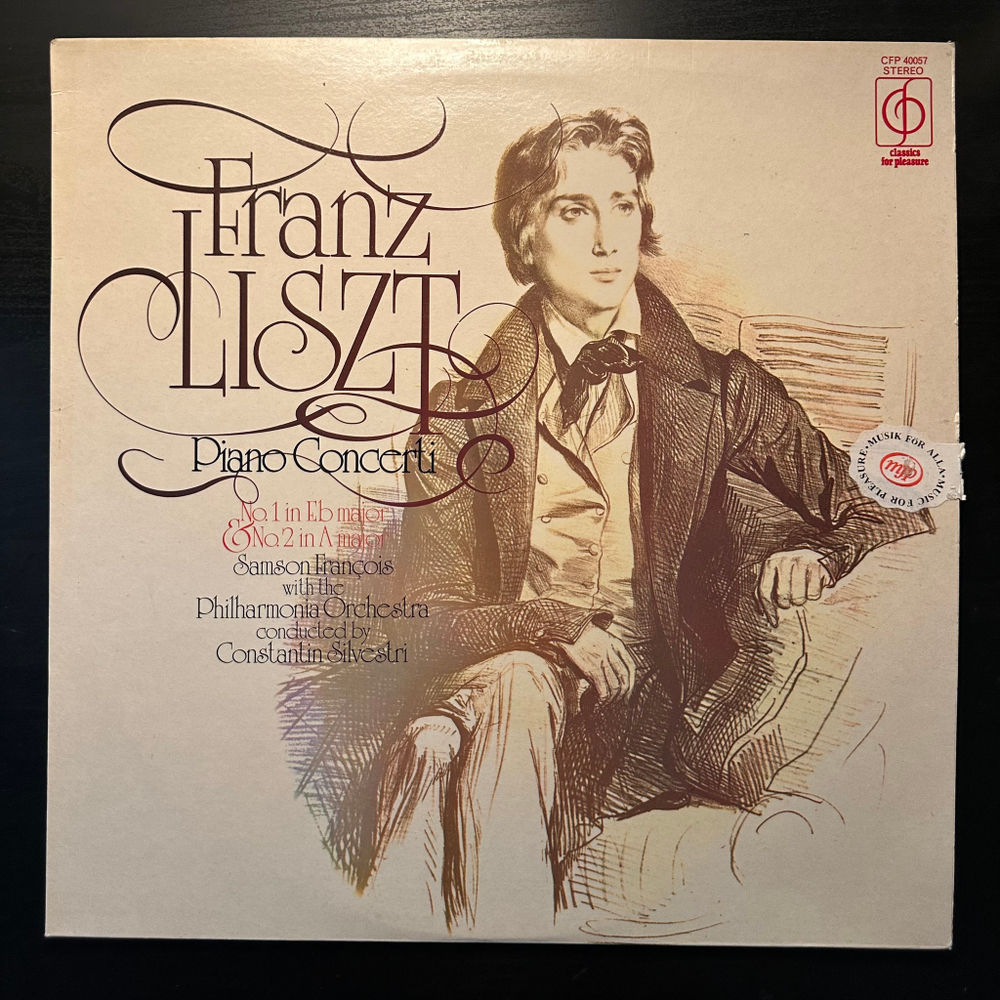 CFP 40057
STEREO
classics
for pleasure
Franz
LISZT
Piano Concerti
No. 1 in E♭ major
& No. 2 in A major
Samson François
with the
Philharmonia Orchestra
conducted by
Constantin Silvestri
MUSIK FÖR ALLA • MUSIC FOR PLEASURE •
mfp